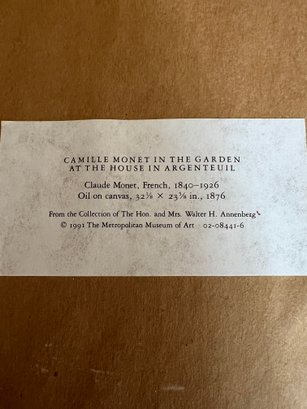 CAMILLE MONET IN THE GARDEN
AT THE HOUSE IN ARGENTEUIL
Claude Monet, French, 1840–1926
Oil on canvas, 32⅛ × 23⅝ in., 1876
From the Collection of The Hon. and Mrs. Walter H. Annenberg
© 1991 The Metropolitan Museum of Art 02-08441-6